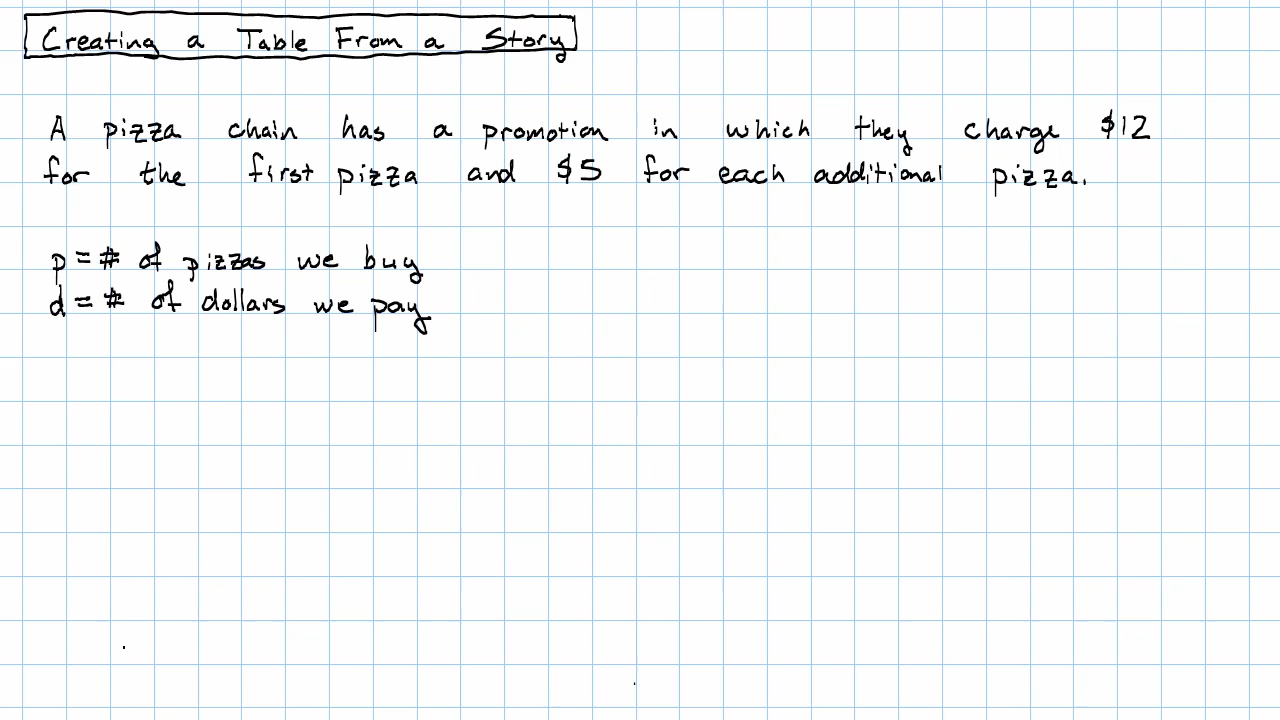 Creating a Table From a Story
A pizza chain has a promotion in which they charge $12
for the first pizza and $5 for each additional pizza.
p = # of pizzas we buy
d = # of dollars we pay